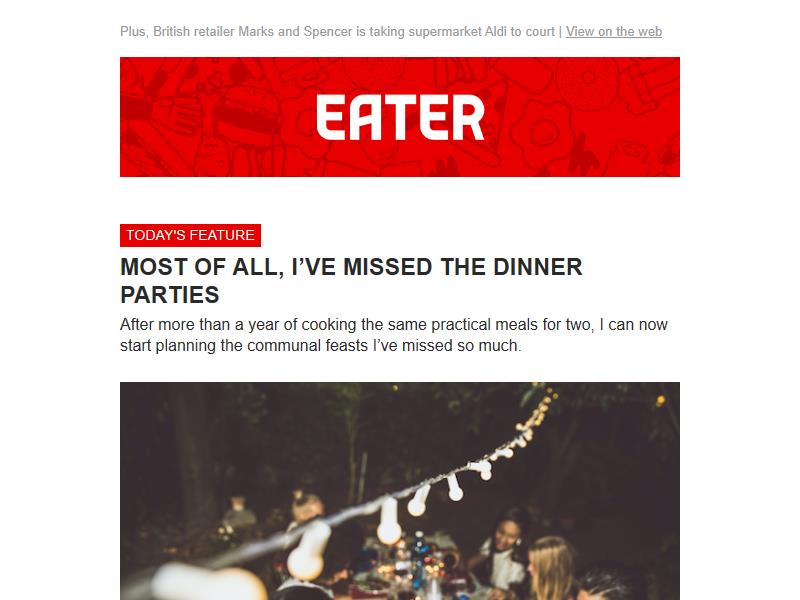 Plus, British retailer Marks and Spencer is taking supermarket Aldi to court | View on the web
EATER
TODAY'S FEATURE
MOST OF ALL, I’VE MISSED THE DINNER
PARTIES
After more than a year of cooking the same practical meals for two, I can now
start planning the communal feasts I’ve missed so much.